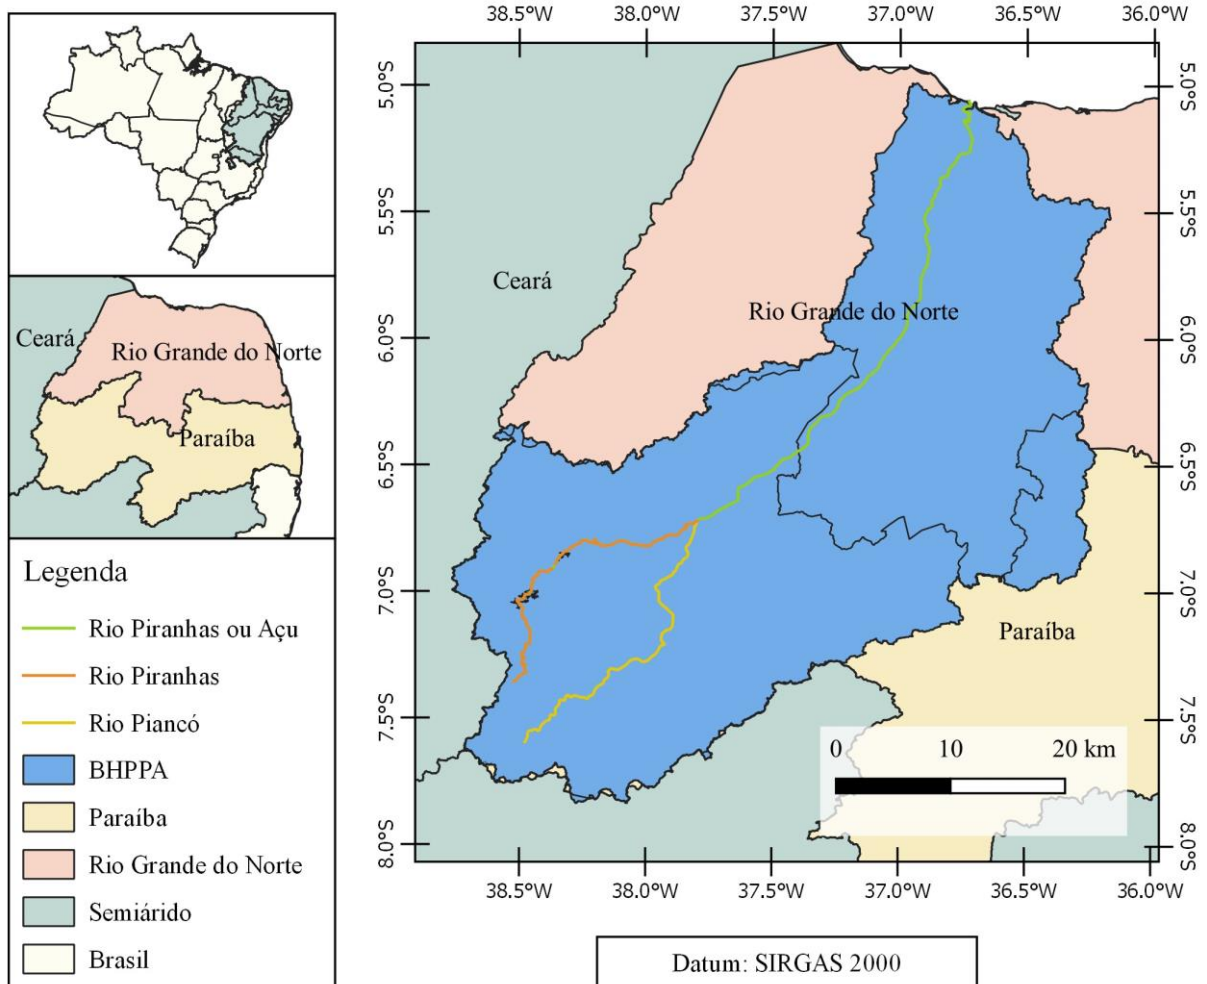 38.5°W 38.0°W 37.5°W 37.0°W 36.5°W 36.0°W
5.0°S 5.0°S
5.5°S 5.5°S
Ceará
Rio Grande do Norte
6.0°S 6.0°S
Ceará
Rio Grande do Norte
Paraíba
6.5°S 6.5°S
Legenda
7.0°S 7.0°S
Rio Piranhas ou Açu
Paraíba
Rio Piranhas
Rio Piancó
7.5°S 7.5°S
0 10 20 km
BHPPA
Paraíba
8.0°S 8.0°S
Rio Grande do Norte
38.5°W 38.0°W 37.5°W 37.0°W 36.5°W 36.0°W
Semiárido
Brasil
Datum: SIRGAS 2000